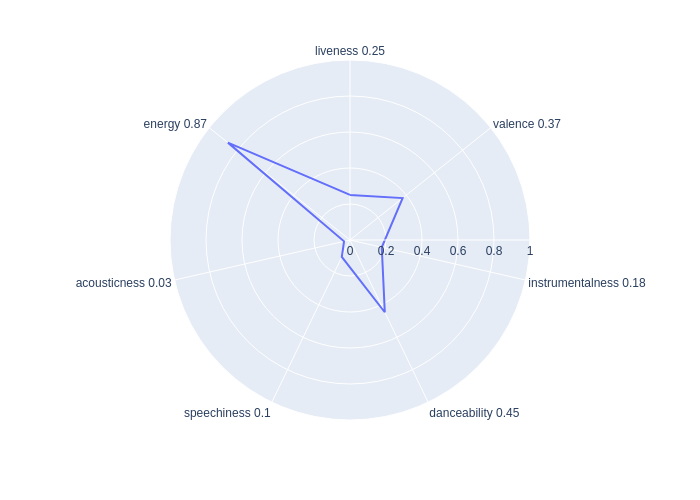 liveness 0.25
energy 0.87
valence 0.37
0 0.2 0.4 0.6 0.8 1
acousticness 0.03
instrumentalness 0.18
speechiness 0.1
danceability 0.45